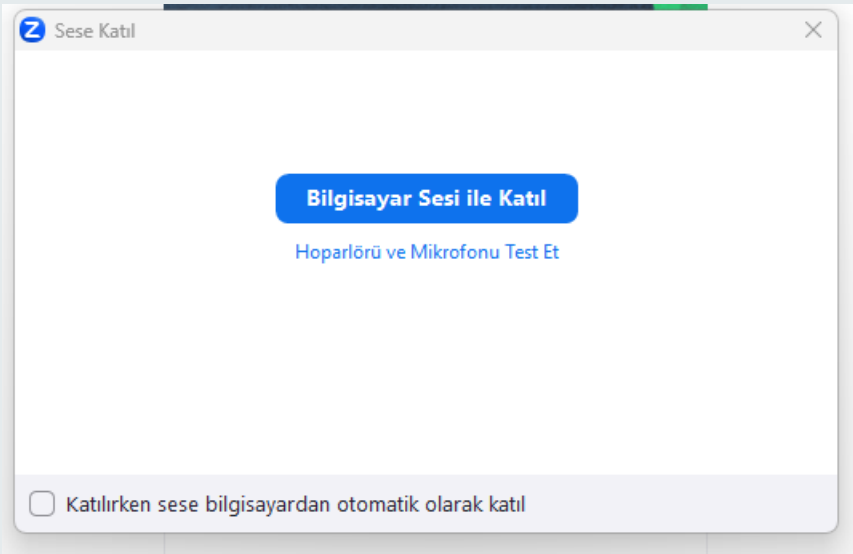 Z
Sese Katıl
Bilgisayar Sesi ile Katıl
Hoparlörü ve Mikrofonu Test Et
Katılırken sese bilgisayardan otomatik olarak katıl